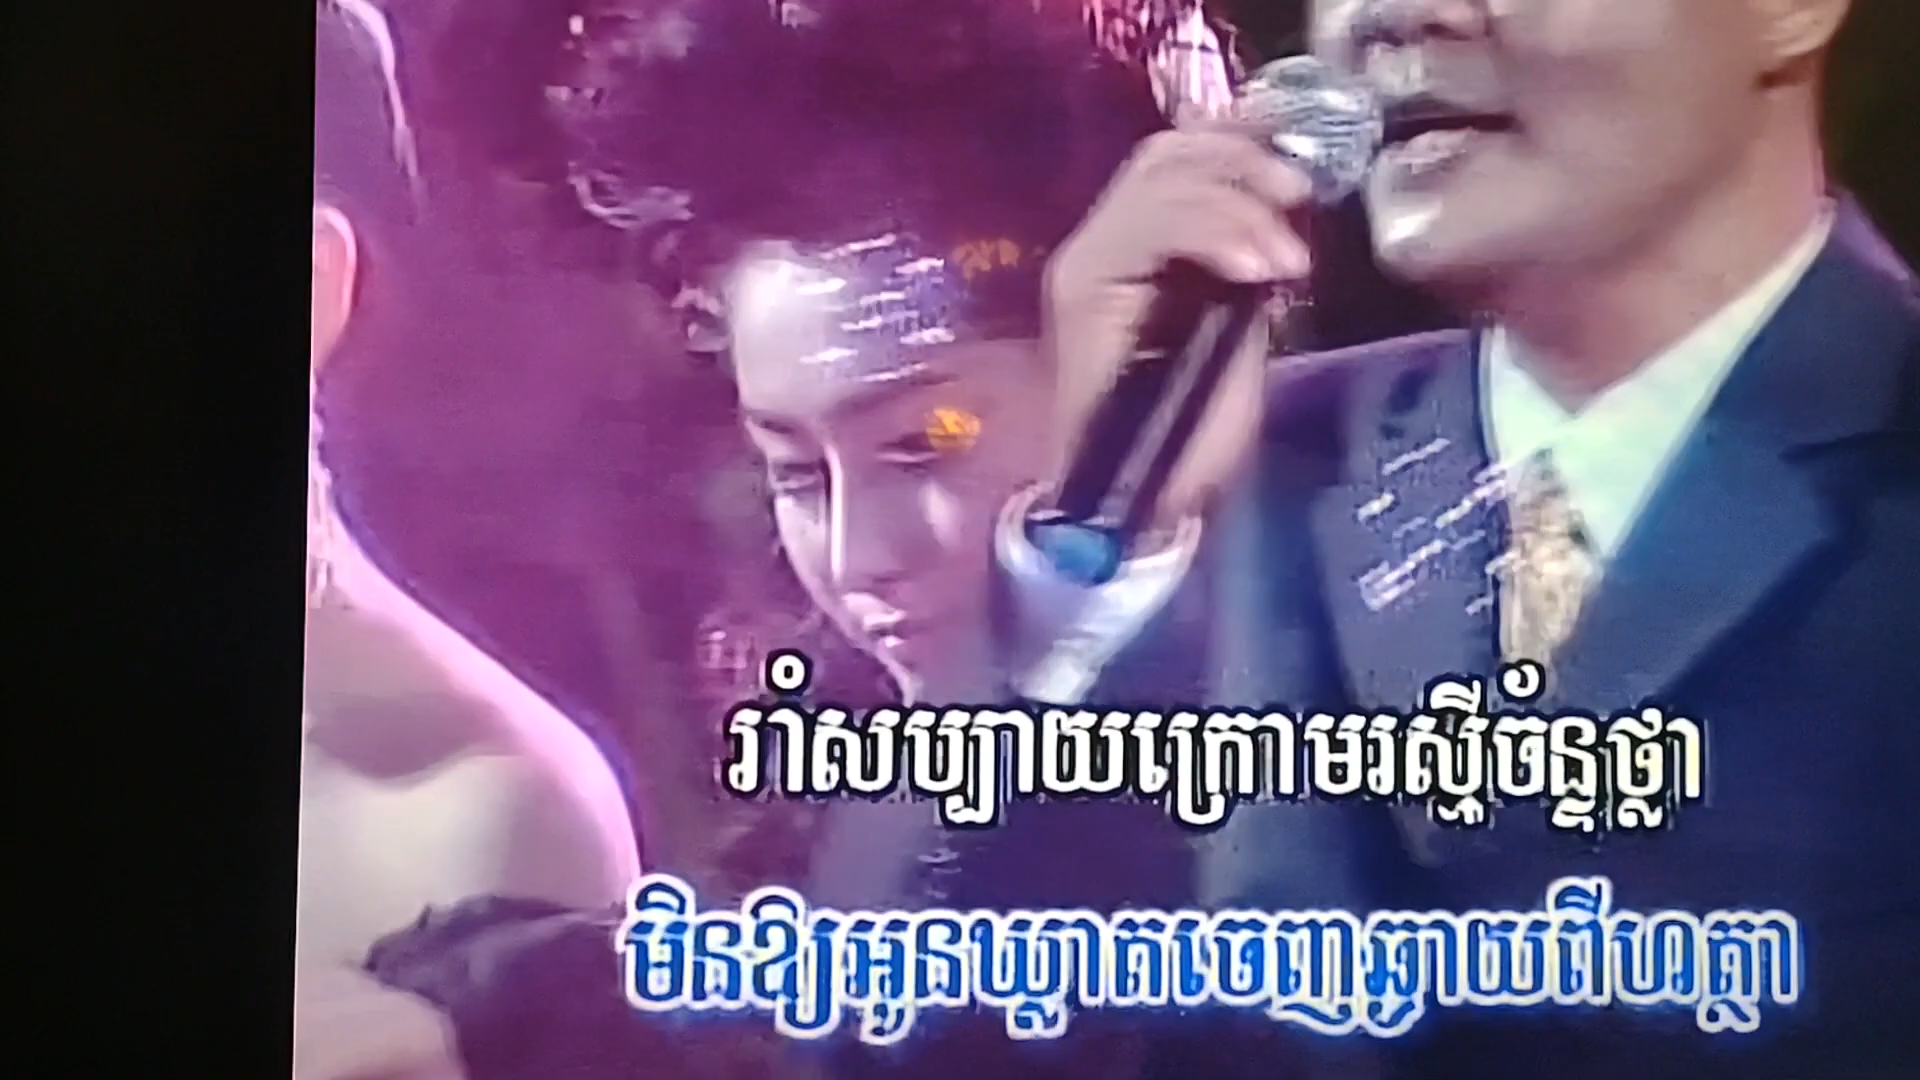 រាំសប្បាយក្រោមរស្មីច័ន្ទថ្លា
មិនឱ្យអូនឃ្លាតចេញឆ្ងាយពីហត្ថា